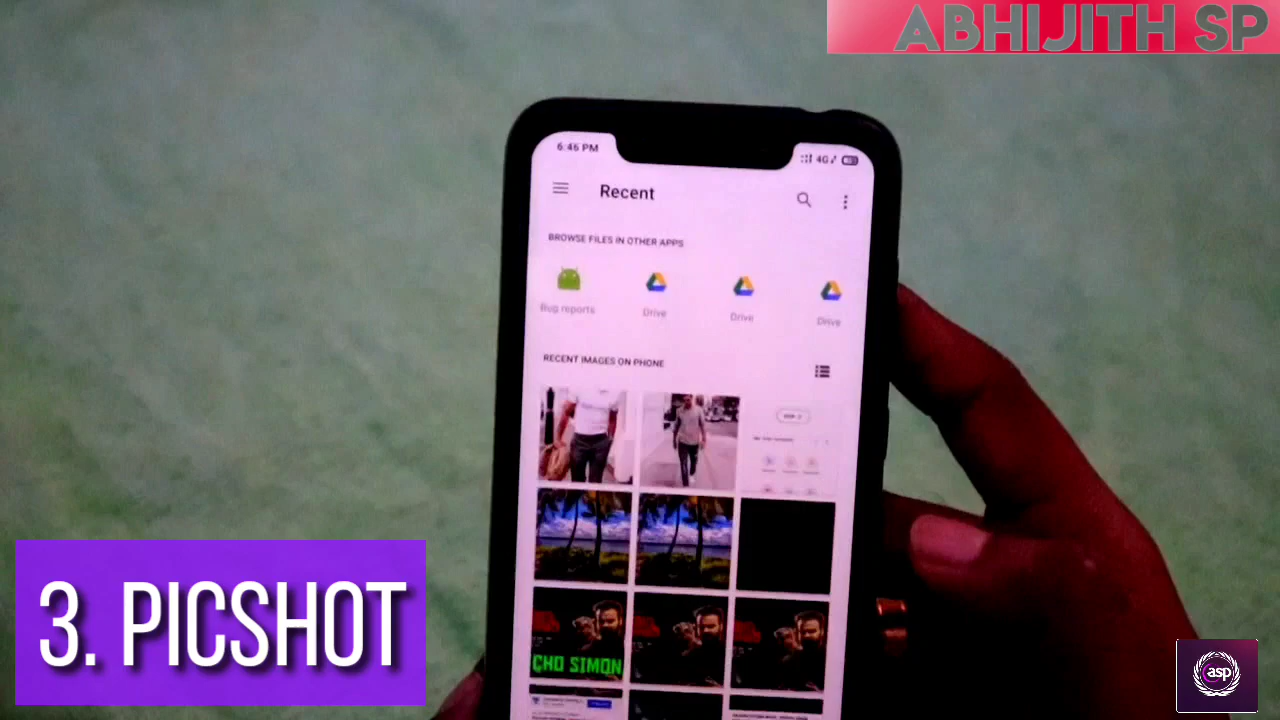 ABHIJITH SP
6:46 PM
4G
Recent
BROWSE FILES IN OTHER APPS
Bug reports
Drive
Drive
Drive
RECENT IMAGES ON PHONE
CHO SIMON
3. PICSHOT
asp